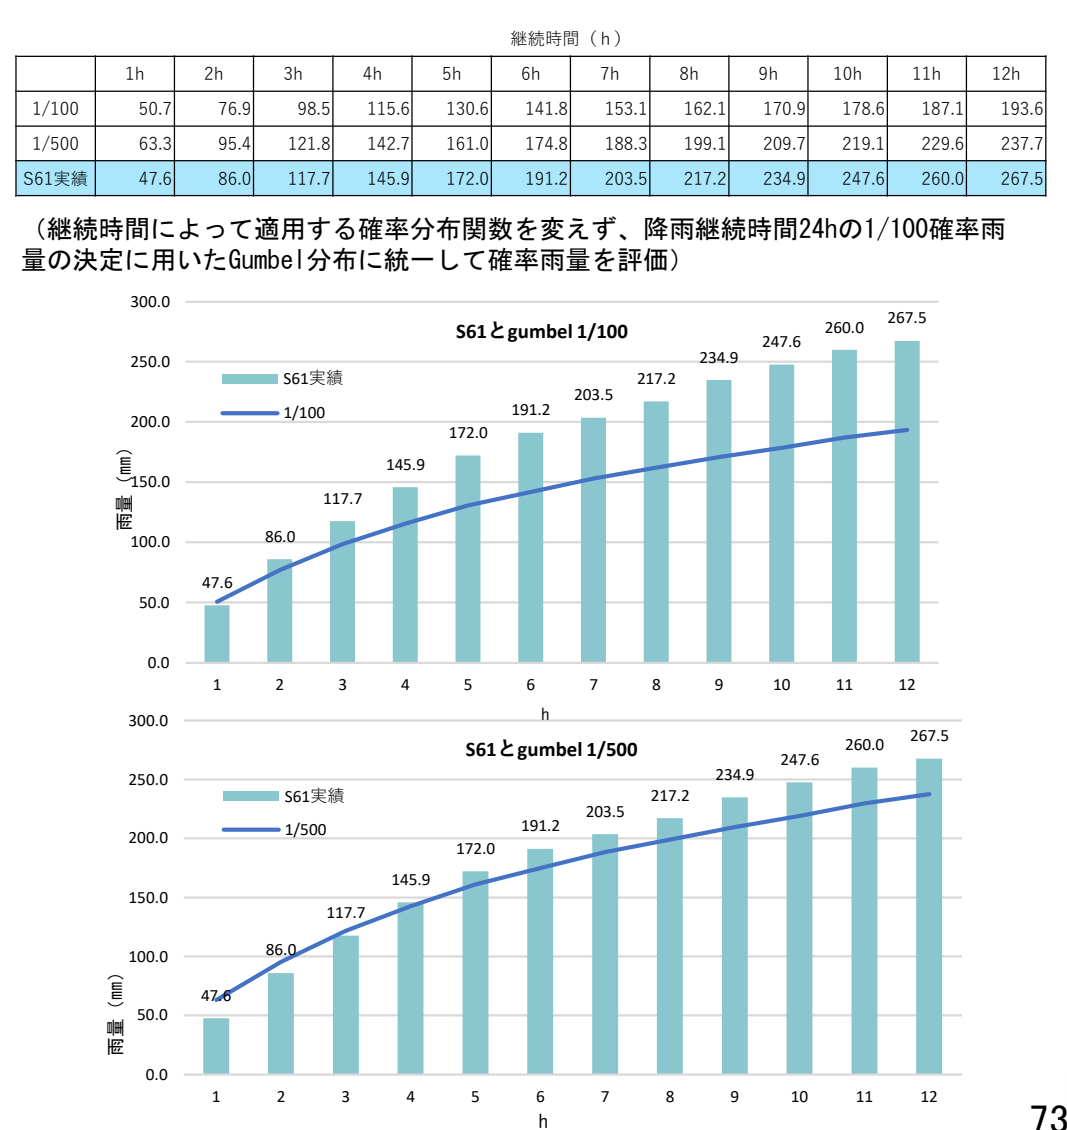 継続時間（ｈ）
1h 2h 3h 4h 5h 6h 7h 8h 9h 10h 11h 12h
1/100 50.7 76.9 98.5 115.6 130.6 141.8 153.1 162.1 170.9 178.6 187.1 193.6
1/500 63.3 95.4 121.8 142.7 161.0 174.8 188.3 199.1 209.7 219.1 229.6 237.7
S61実績 47.6 86.0 117.7 145.9 172.0 191.2 203.5 217.2 234.9 247.6 260.0 267.5
（継続時間によって適用する確率分布関数を変えず、降雨継続時間24hの1/100確率雨
量の決定に用いたGumbel分布に統一して確率雨量を評価）
S61とgumbel 1/100
S61実績
1/100
雨量（mm）
300.0
250.0
200.0
150.0
100.0
50.0
0.0
47.6 86.0 117.7 145.9 172.0 191.2 203.5 217.2 234.9 247.6 260.0 267.5
1 2 3 4 5 6 7 8 9 10 11 12
h
S61とgumbel 1/500
S61実績
1/500
雨量（mm）
300.0
250.0
200.0
150.0
100.0
50.0
0.0
47.6 86.0 117.7 145.9 172.0 191.2 203.5 217.2 234.9 247.6 260.0 267.5
1 2 3 4 5 6 7 8 9 10 11 12
h
73